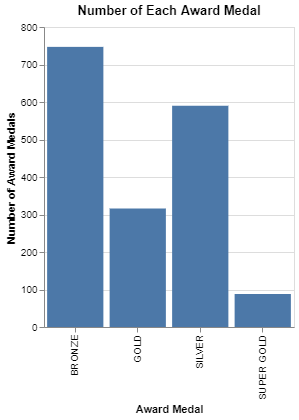 Number of Each Award Medal
800
700
600
500
400
300
200
100
0
Number of Award Medals
BRONZE
GOLD
SILVER
SUPER GOLD
Award Medal